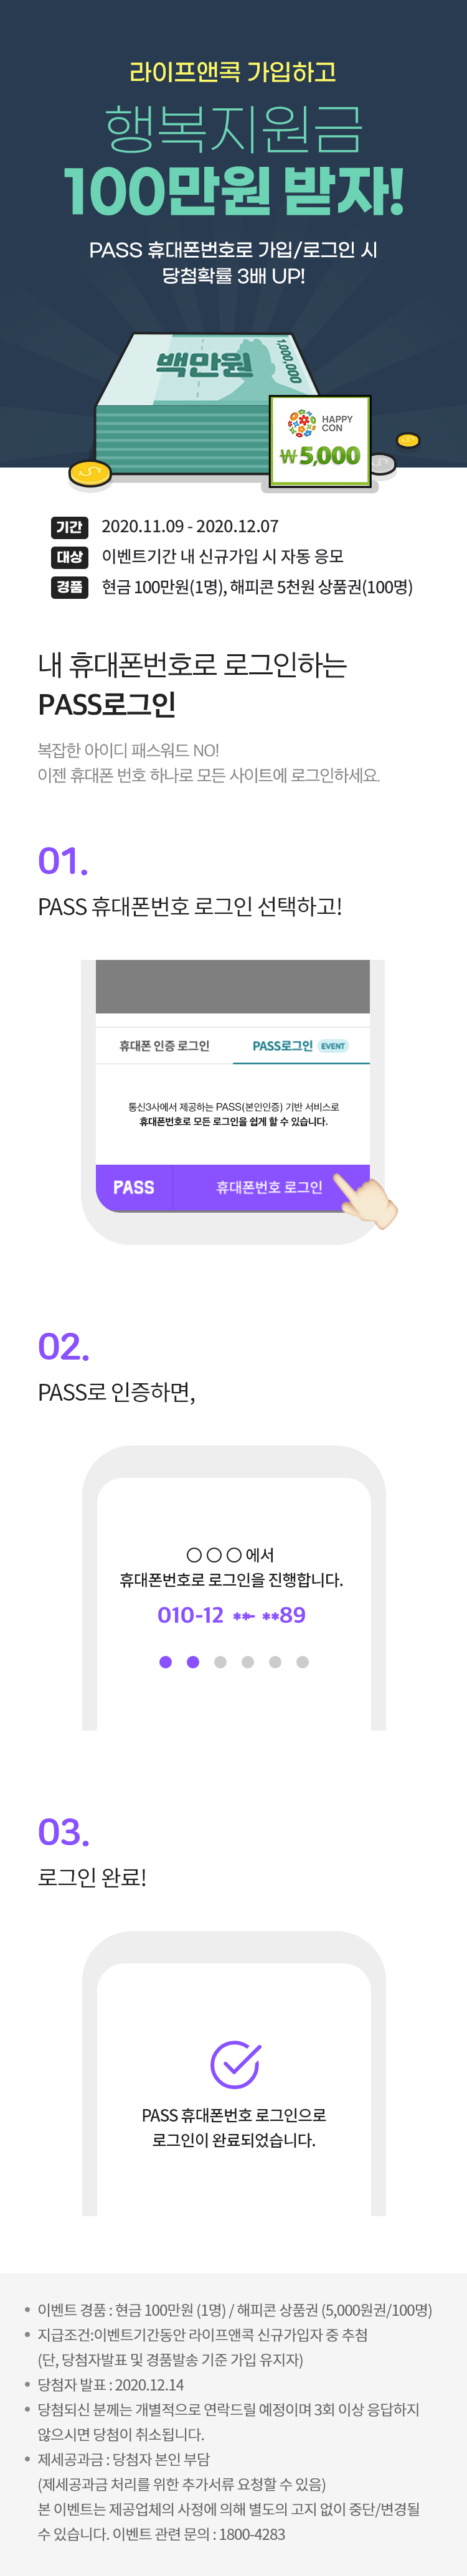 라이프앤콕 가입하고
행복지원금
100만원 받자!
PASS 휴대폰번호로 가입/로그인 시
당첨확률 3배 UP!
백만원
1,000,000
HAPPY
CON
₩5,000
기간 2020.11.09 - 2020.12.07
대상 이벤트기간 내 신규가입 시 자동 응모
경품 현금 100만원(1명), 해피콘 5천원 상품권(100명)
내 휴대폰번호로 로그인하는
PASS로그인
복잡한 아이디 패스워드 NO!
이젠 휴대폰 번호 하나로 모든 사이트에 로그인하세요.
01.
PASS 휴대폰번호 로그인 선택하고!
휴대폰 인증 로그인 PASS로그인 EVENT
통신3사에서 제공하는 PASS(본인인증) 기반 서비스로
휴대폰번호로 모든 로그인을 쉽게 할 수 있습니다.
PASS 휴대폰번호 로그인
02.
PASS로 인증하면,
○○○에서
휴대폰번호로 로그인을 진행합니다.
010-12 **- **89
03.
로그인 완료!
PASS 휴대폰번호 로그인으로
로그인이 완료되었습니다.
• 이벤트 경품 : 현금 100만원 (1명) / 해피콘 상품권 (5,000원권/100명)
• 지급조건:이벤트기간동안 라이프앤콕 신규가입자 중 추첨
(단, 당첨자발표 및 경품발송 기준 가입 유지자)
• 당첨자 발표 : 2020.12.14
• 당첨되신 분께는 개별적으로 연락드릴 예정이며 3회 이상 응답하지
않으시면 당첨이 취소됩니다.
• 제세공과금 : 당첨자 본인 부담
(제세공과금 처리를 위한 추가서류 요청할 수 있음)
본 이벤트는 제공업체의 사정에 의해 별도의 고지 없이 중단/변경될
수 있습니다. 이벤트 관련 문의 : 1800-4283